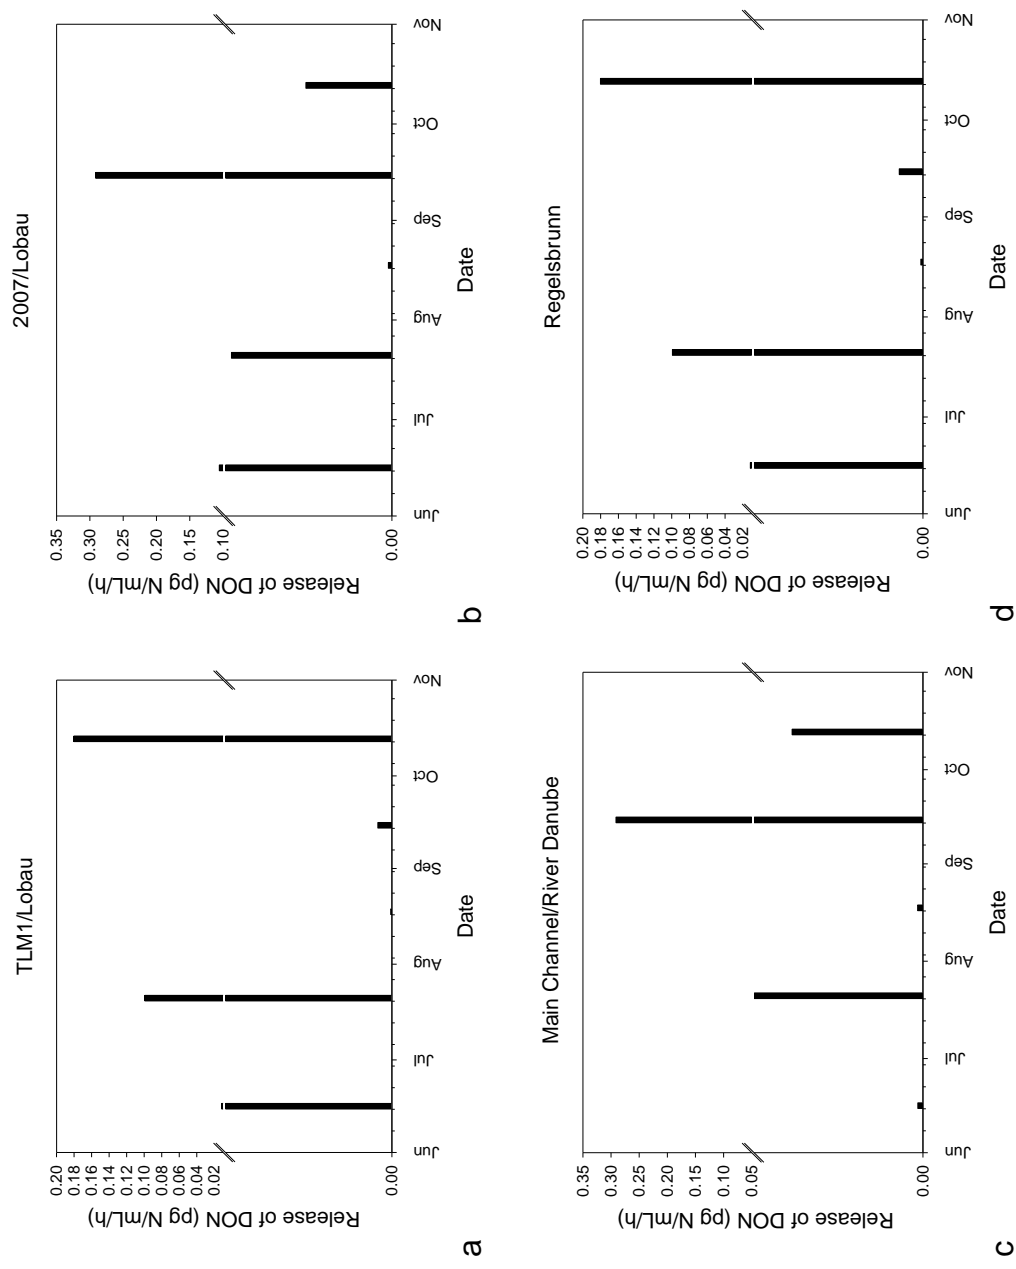 a
TLM1/Lobau
Release of DON (pg N/mL/h)
0.20
0.18
0.16
0.14
0.12
0.10
0.08
0.06
0.04
0.02
0.00
Jun
Jul
Aug
Sep
Oct
Nov
Date
b
2007/Lobau
Release of DON (pg N/mL/h)
0.35
0.30
0.25
0.20
0.15
0.10
0.00
Jun
Jul
Aug
Sep
Oct
Nov
Date
c
Main Channel/River Danube
Release of DON (pg N/mL/h)
0.35
0.30
0.25
0.20
0.15
0.10
0.05
0.00
Jun
Jul
Aug
Sep
Oct
Nov
Date
d
Regelsbrunn
Release of DON (pg N/mL/h)
0.20
0.18
0.16
0.14
0.12
0.10
0.08
0.06
0.04
0.02
0.00
Jun
Jul
Aug
Sep
Oct
Nov
Date